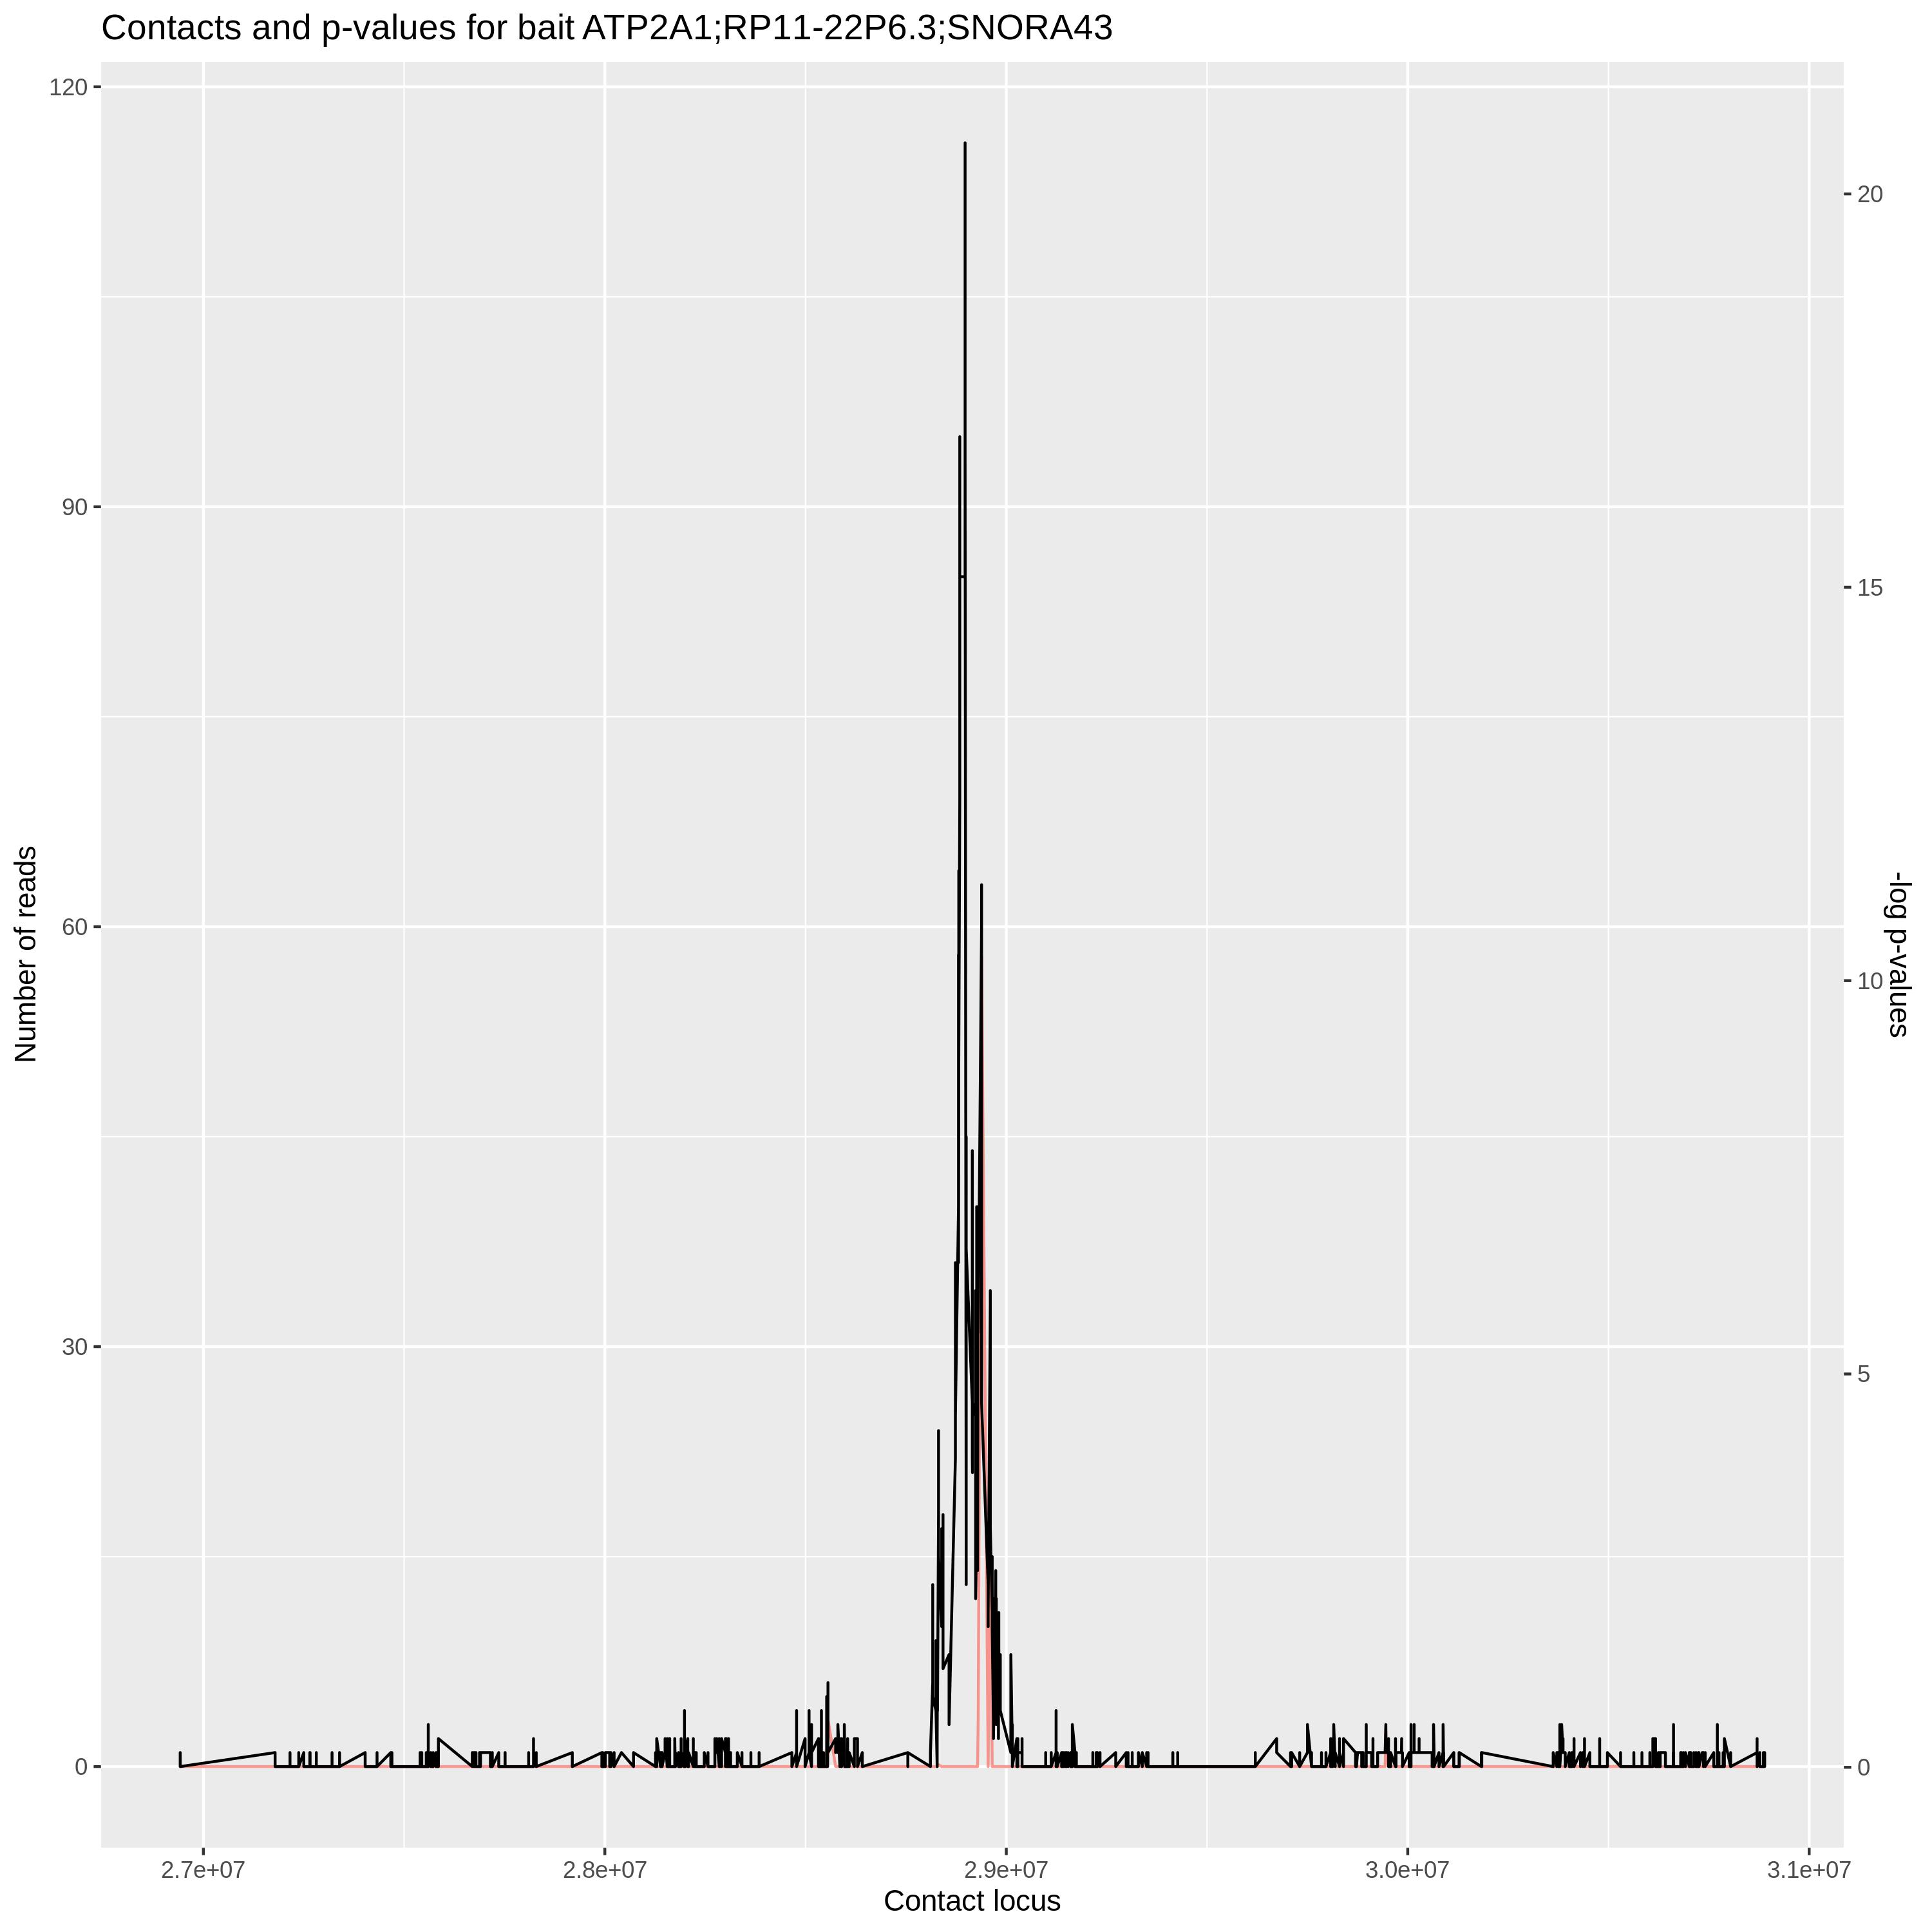 Contacts and p-values for bait ATP2A1;RP11-22P6.3;SNORA43
120
90
60
30
0
Number of reads
20
15
10
5
0
-log p-values
2.7e+07
2.8e+07
2.9e+07
3.0e+07
3.1e+07
Contact locus